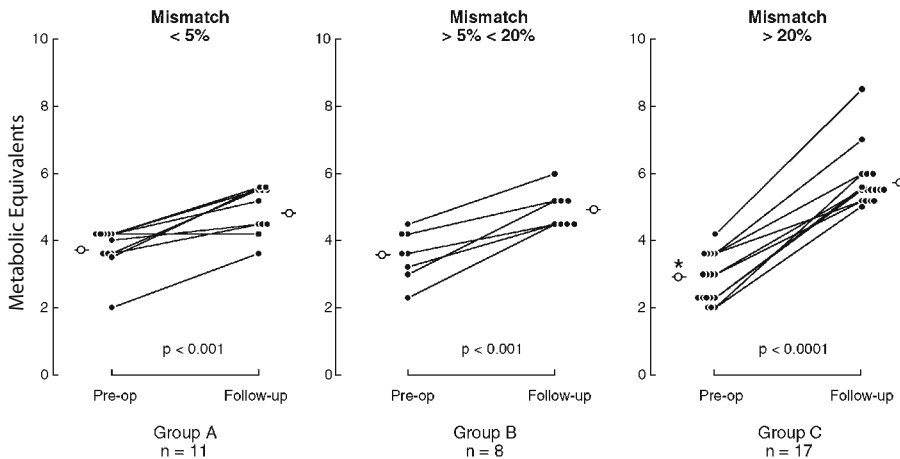 Mismatch
< 5%
Mismatch
> 5% < 20%
Mismatch
> 20%
Metabolic Equivalents
10
8
6
4
2
0
10
8
6
4
2
0
10
8
6
4
2
0
*
p < 0.001
p < 0.001
p < 0.0001
Pre-op
Follow-up
Pre-op
Follow-up
Pre-op
Follow-up
Group A
n = 11
Group B
n = 8
Group C
n = 17